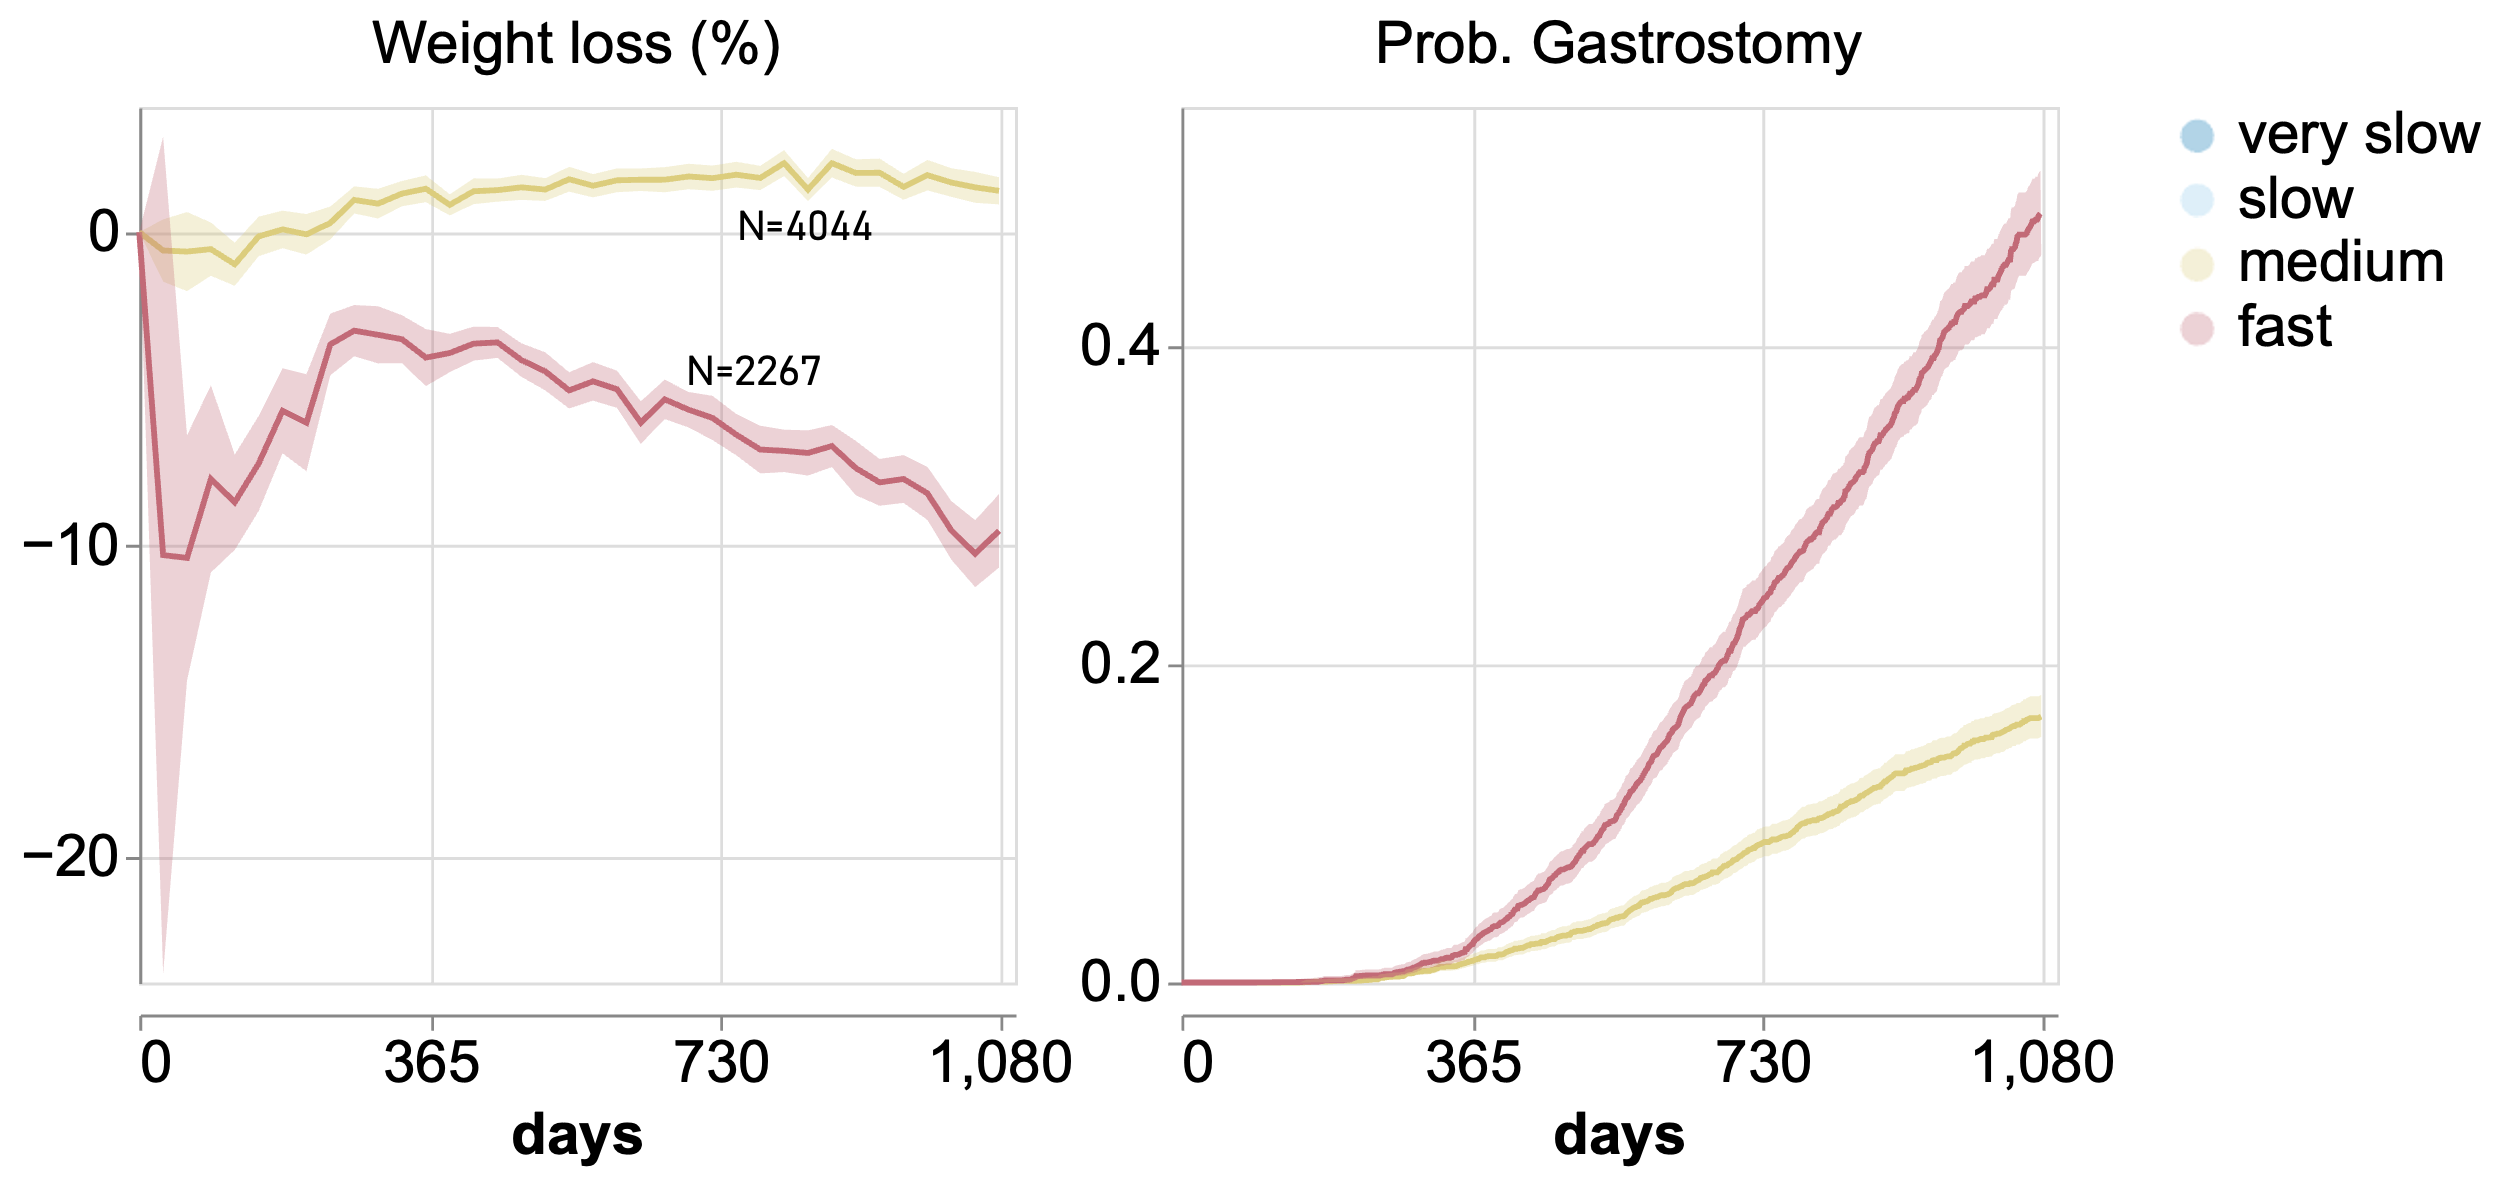 Weight loss (%)
Prob. Gastrostomy
very slow
slow
medium
fast
0
−10
−20
N=4044
N=2267
0.4
0.2
0.0
0 365 730 1,080
0 365 730 1,080
days
days